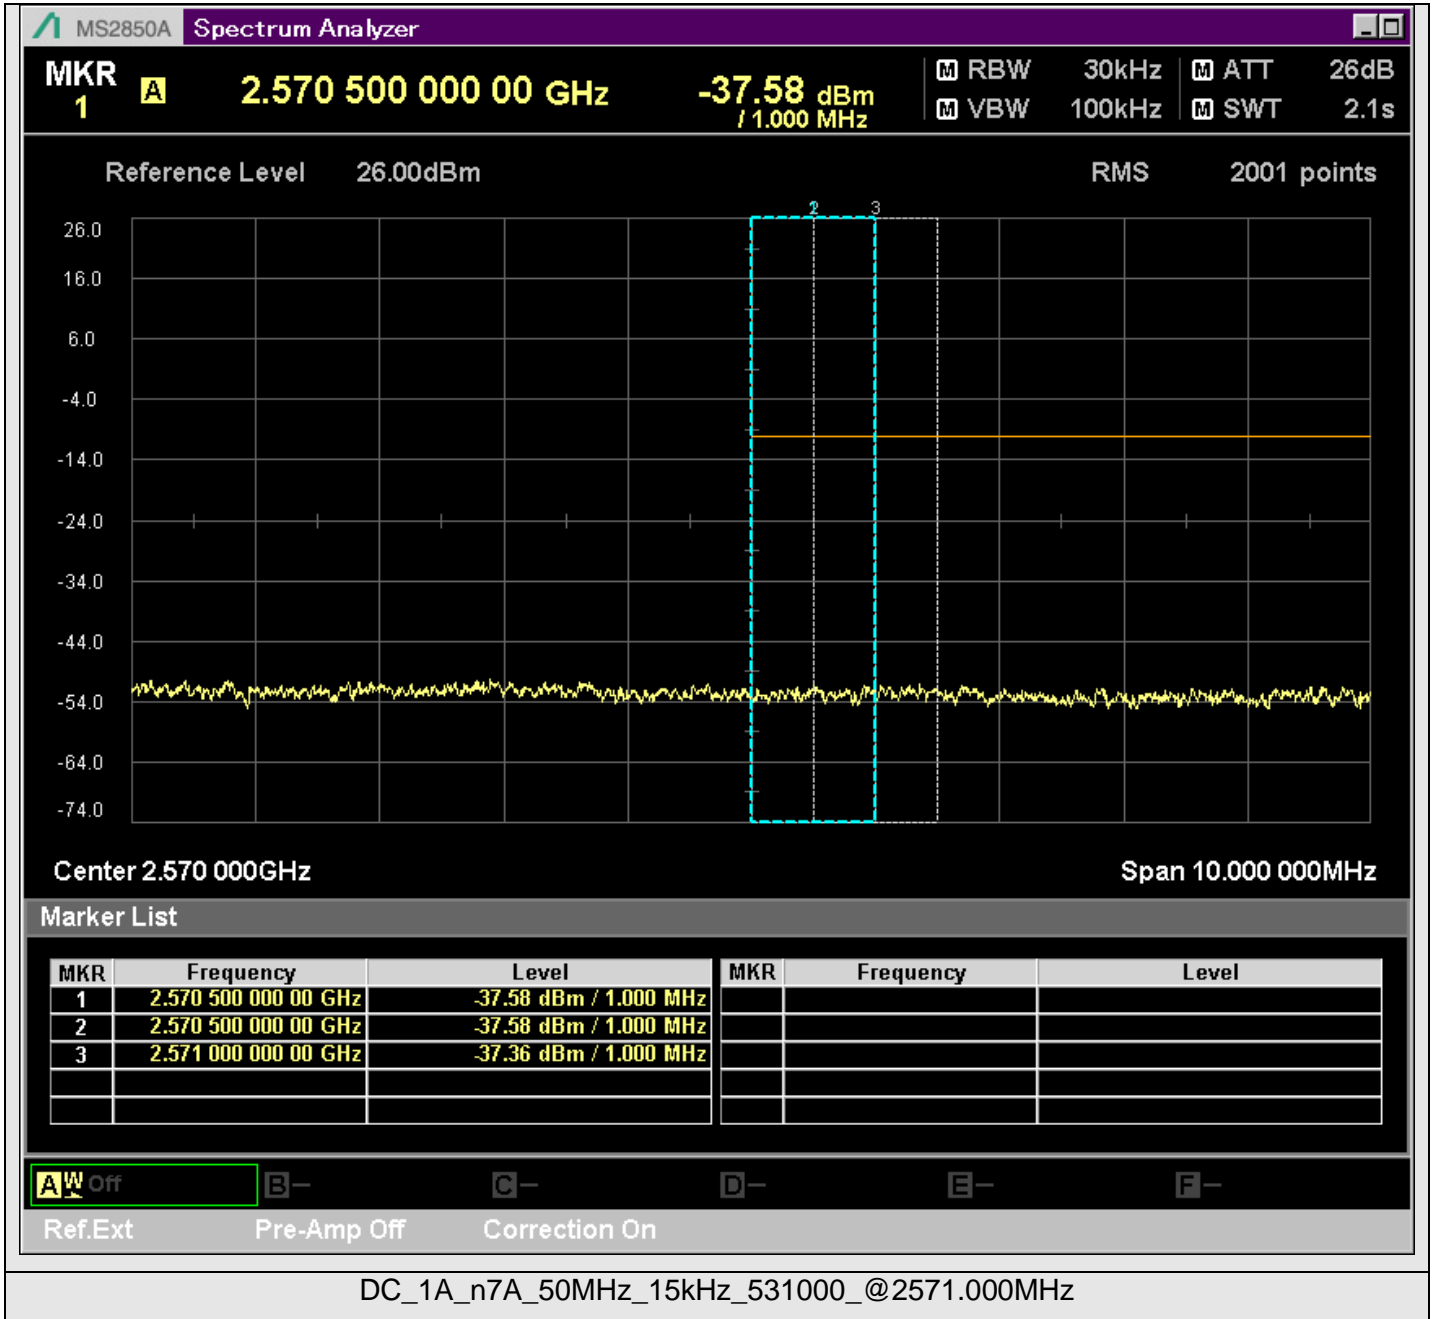 MS2850A Spectrum Analyzer
MKR 1 A 2.570 500 000 00 GHz -37.58 dBm / 1.000 MHz
M RBW 30kHz M ATT 26dB
M VBW 100kHz M SWT 2.1s
Reference Level 26.00dBm RMS 2001 points
2 3
26.0
16.0
6.0
-4.0
-14.0
-24.0
-34.0
-44.0
-54.0
-64.0
-74.0
Center 2.570 000GHz Span 10.000 000MHz
Marker List
MKR Frequency Level MKR Frequency Level
1 2.570 500 000 00 GHz -37.58 dBm / 1.000 MHz
2 2.570 500 000 00 GHz -37.58 dBm / 1.000 MHz
3 2.571 000 000 00 GHz -37.36 dBm / 1.000 MHz
A W Off B- C- D- E- F-
Ref.Ext Pre-Amp Off Correction On
DC_1A_n7A_50MHz_15kHz_531000_@2571.000MHz